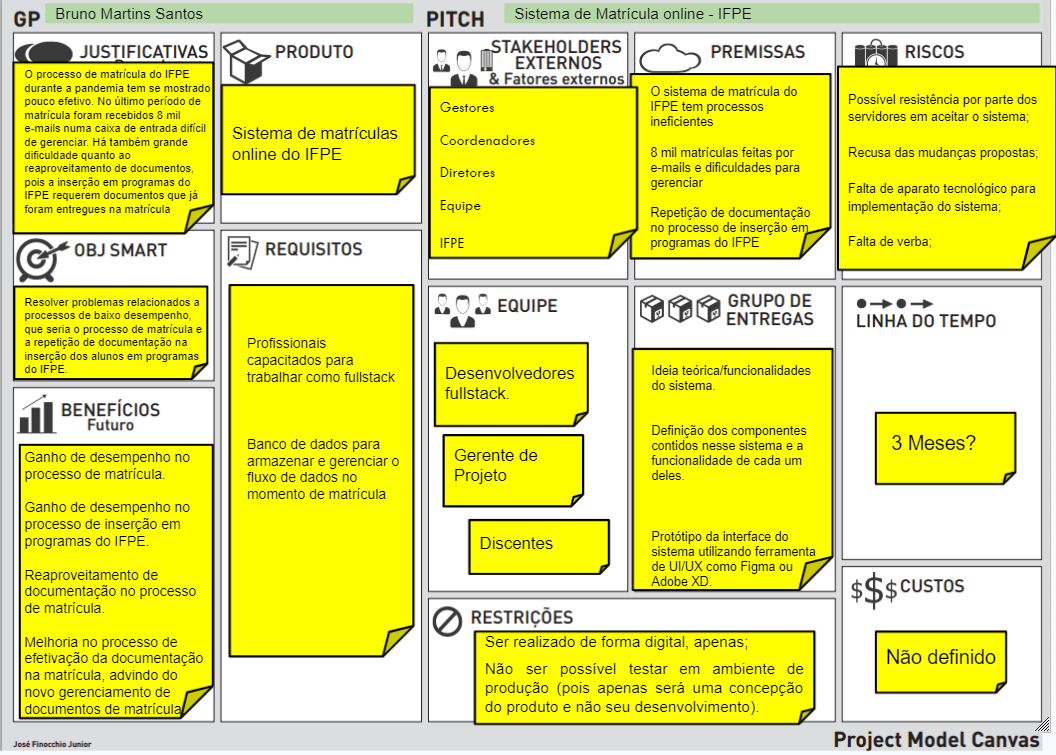 GP
Bruno Martins Santos
PITCH
Sistema de Matrícula online - IFPE
JUSTIFICATIVAS
O processo de matrícula do IFPE
durante a pandemia tem se mostrado
pouco efetivo. No último período de
matrícula foram recebidos 8 mil
e-mails numa caixa de entrada difícil
de gerenciar. Há também grande
dificuldade quanto ao
reaproveitamento de documentos,
pois a inserção em programas do
IFPE requerem documentos que já
foram entregues na matrícula
OBJ SMART
Resolver problemas relacionados a
processos de baixo desempenho,
que seria o processo de matrícula e
a repetição de documentação na
inserção dos alunos em programas
do IFPE.
BENEFÍCIOS
Futuro
Ganho de desempenho no
processo de matrícula.
Ganho de desempenho no
processo de inserção em
programas do IFPE.
Reaproveitamento de
documentação no processo
de matrícula.
Melhoria no processo de
efetivação da documentação
na matrícula, advindo do
novo gerenciamento de
documentos de matrícula
PRODUTO
Sistema de matrículas
online do IFPE
REQUISITOS
Profissionais
capacitados para
trabalhar como fullstack
Banco de dados para
armazenar e gerenciar o
fluxo de dados no
momento de matrícula
STAKEHOLDERS
EXTERNOS
& Fatores externos
Gestores
Coordenadores
Diretores
Equipe
IFPE
EQUIPE
Desenvolvedores
fullstack.
Gerente de
Projeto
Discentes
PREMISSAS
O sistema de matrícula do
IFPE tem processos
ineficientes
8 mil matrículas feitas por
e-mails e dificuldades para
gerenciar
Repetição de documentação
no processo de inserção em
programas do IFPE
GRUPO DE
ENTREGAS
Ideia teórica/funcionalidades
do sistema.
Definição dos componentes
contidos nesse sistema e a
funcionalidade de cada um
deles.
Protótipo da interface do
sistema utilizando ferramenta
de UI/UX como Figma ou
Adobe XD.
RESTRIÇÕES
Ser realizado de forma digital, apenas;
Não ser possível testar em ambiente de
produção (pois apenas será uma concepção
do produto e não seu desenvolvimento).
RISCOS
Possível resistência por parte dos
servidores em aceitar o sistema;
Recusa das mudanças propostas;
Falta de aparato tecnológico para
implementação do sistema;
Falta de verba;
LINHA DO TEMPO
3 Meses?
$$$ CUSTOS
Não definido
José Finocchio Junior
Project Model Canvas